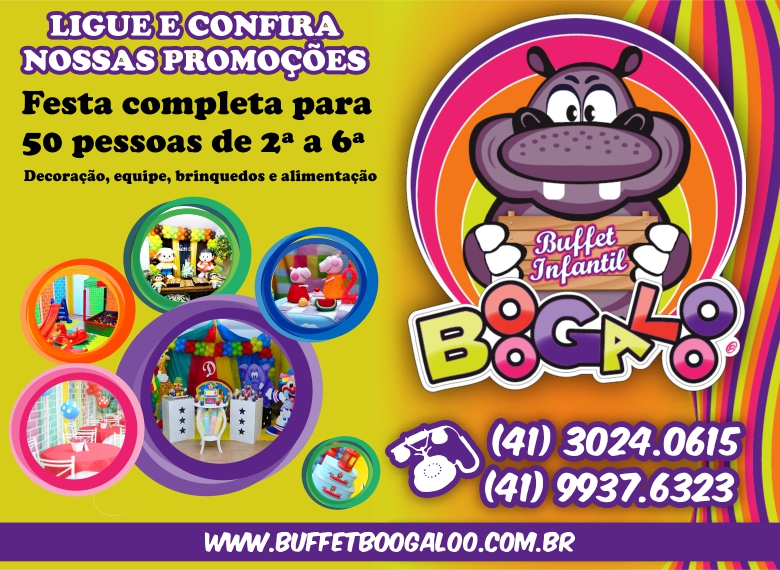 LIGUE E CONFIRA
NOSSAS PROMOÇÕES
Festa completa para
50 pessoas de 2ª a 6ª
Decoração, equipe, brinquedos e alimentação
Buffet
Infantil
BOOGALOO
®
D
(41) 3024.0615
(41) 9937.6323
WWW.BUFFETBOOGALOO.COM.BR